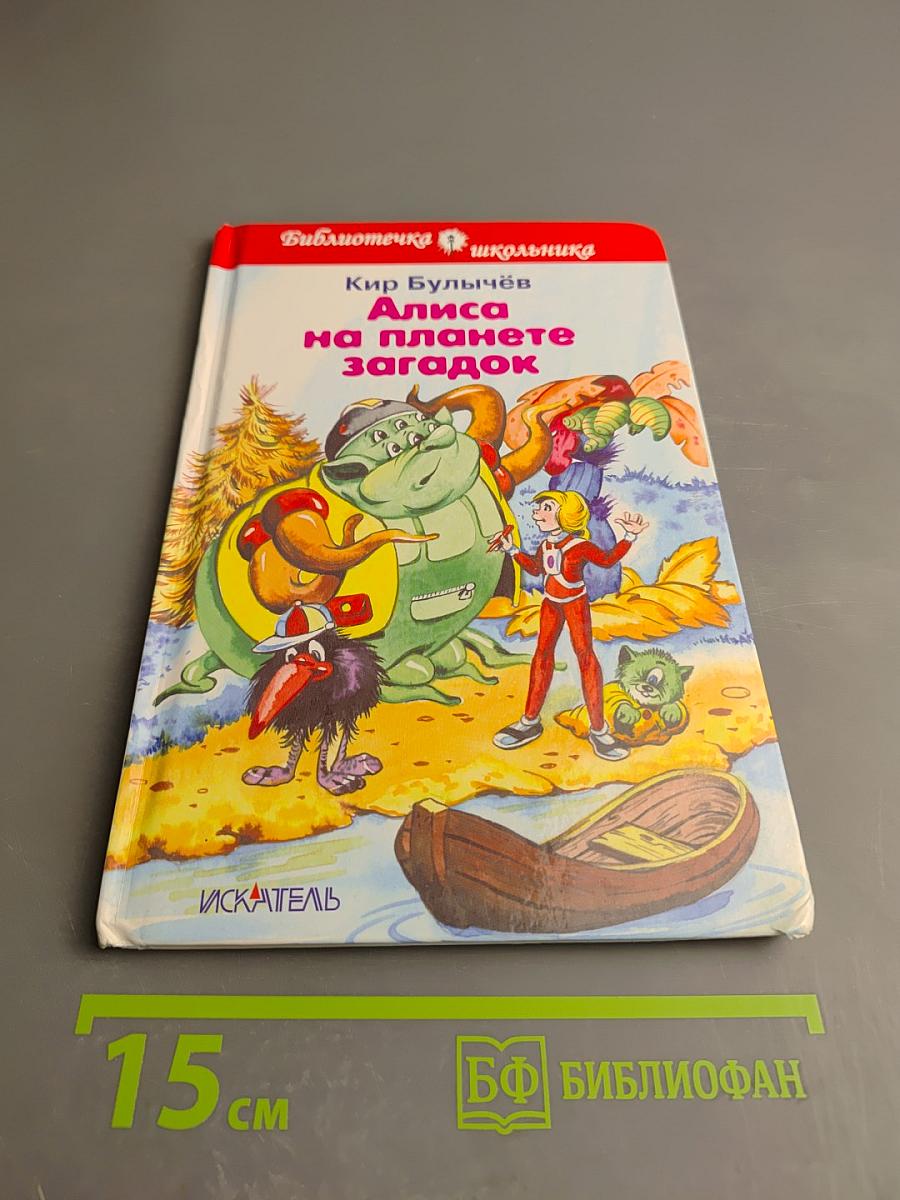 Библиотечка школьника
Кир Булычёв
Алиса
на планете
загадок
ИСКАТЕЛЬ
15 см
БФ БИБЛИОФАН